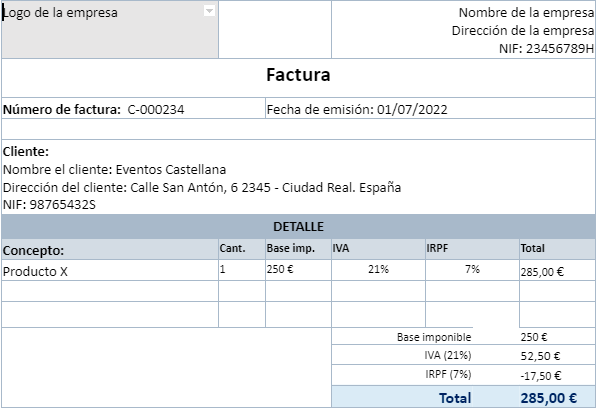 Logo de la empresa
Nombre de la empresa
Dirección de la empresa
NIF: 23456789H
Factura
Número de factura: C-000234
Fecha de emisión: 01/07/2022
Cliente:
Nombre el cliente: Eventos Castellana
Dirección del cliente: Calle San Antón, 6 2345 - Ciudad Real. España
NIF: 98765432S
DETALLE
Concepto: Cant. Base imp. IVA IRPF Total
Producto X 1 250 € 21% 7% 285,00 €
Base imponible 250 €
IVA (21%) 52,50 €
IRPF (7%) -17,50 €
Total 285,00 €